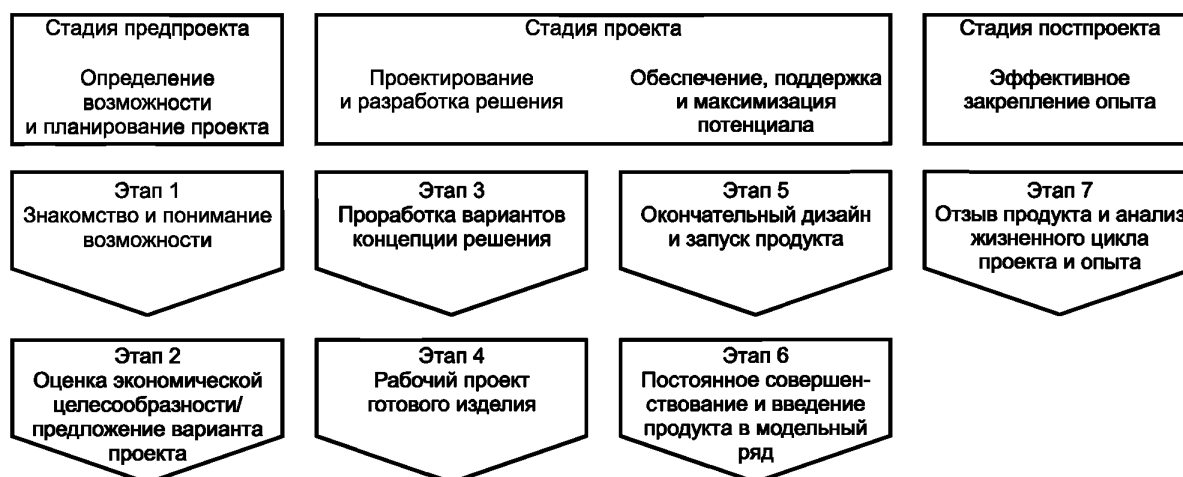 Стадия предпроекта
Определение
возможности
и планирование проекта
Стадия проекта
Проектирование
и разработка решения
Обеспечение, поддержка
и максимизация
потенциала
Стадия постпроекта
Эффективное
закрепление опыта
Этап 1
Знакомство и понимание
возможности
Этап 3
Проработка вариантов
концепции решения
Этап 5
Окончательный дизайн
и запуск продукта
Этап 7
Отзыв продукта и анализ
жизненного цикла
проекта и опыта
Этап 2
Оценка экономической
целесообразности/
предложение варианта
проекта
Этап 4
Рабочий проект
готового изделия
Этап 6
Постоянное совершен-
ствование и введение
продукта в модельный
ряд